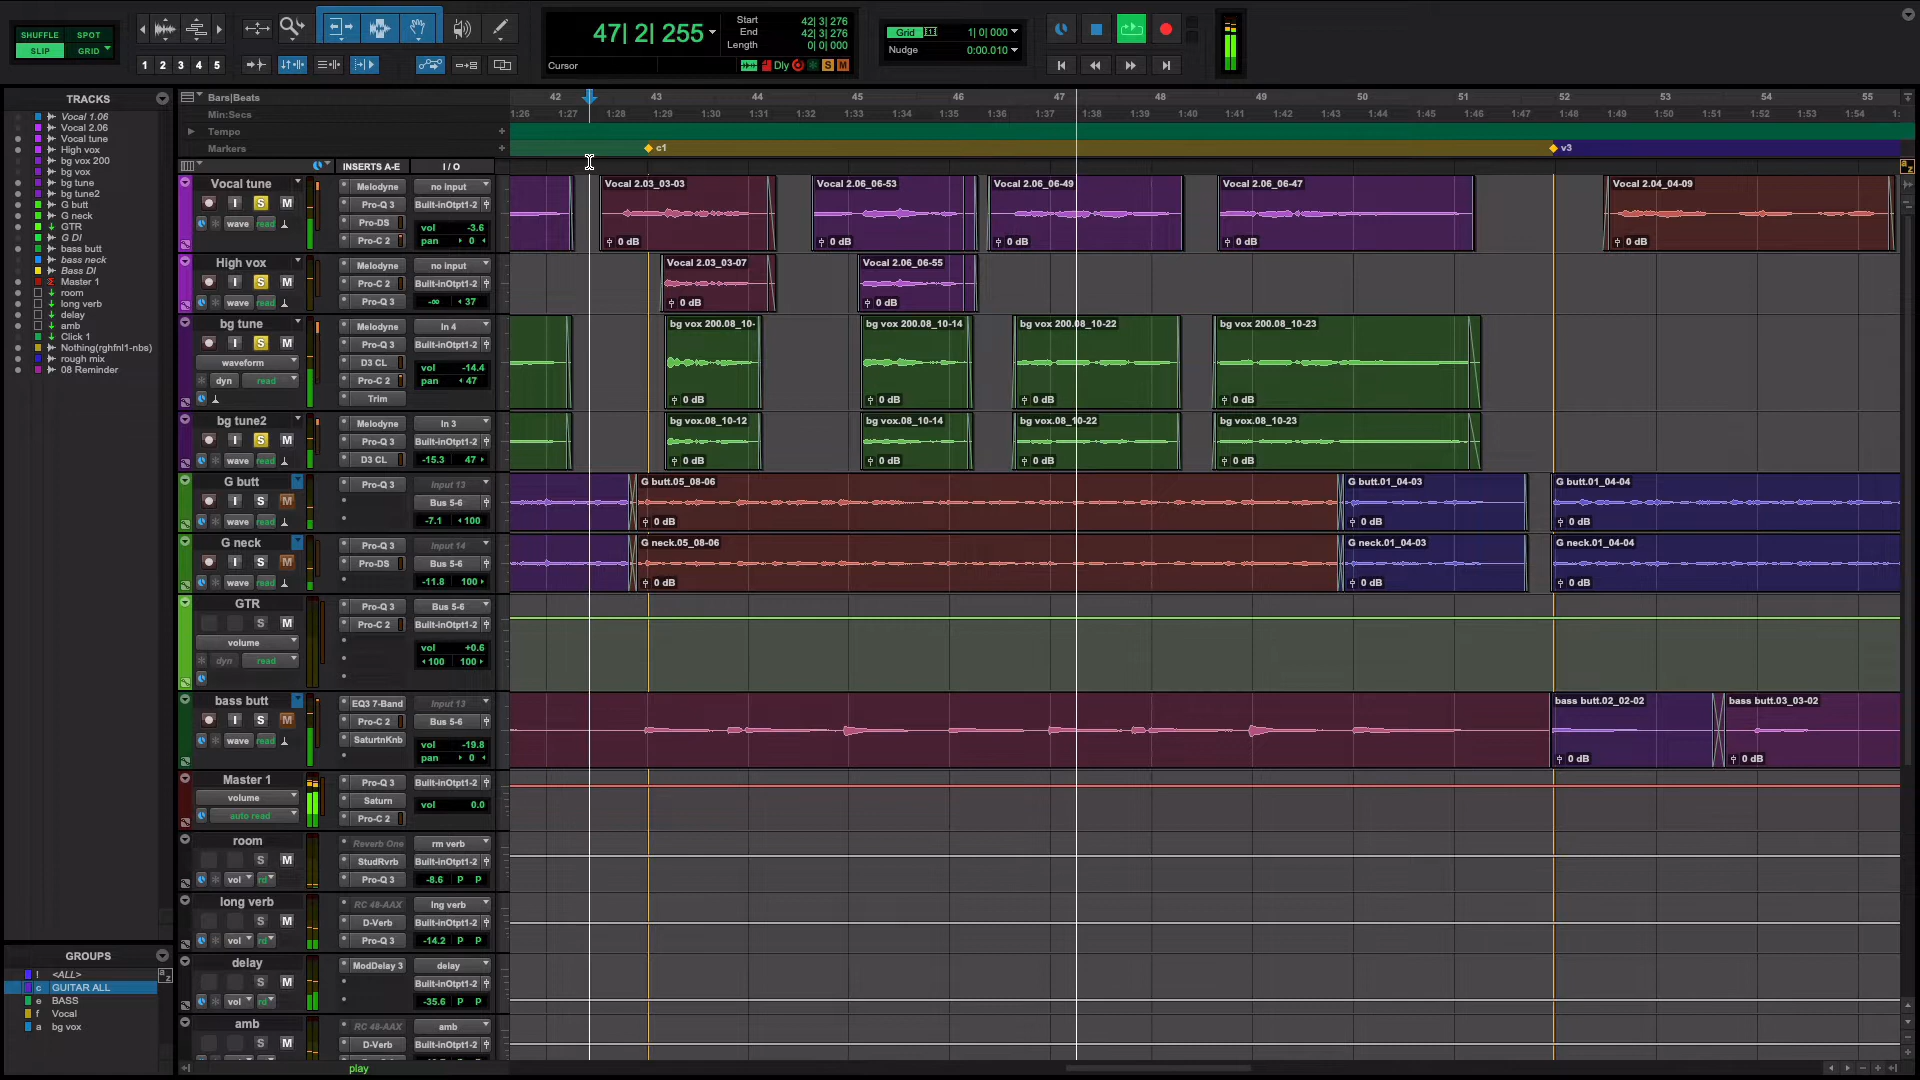 SHUFFLE SPOT
SLIP GRID
1 2 3 4 5
47| 2| 255
Cursor
Start 42| 3| 276
End 42| 3| 276
Length 0| 0| 000
Dly S M
Grid 1| 0| 000
Nudge 0:00.010
TRACKS
Vocal 1.06
Vocal 2.06
Vocal tune
High vox
bg vox 200
bg vox
bg tune
bg tune2
G butt
G neck
GTR
G DI
bass butt
bass neck
Bass DI
Master 1
room
long verb
delay
amb
Click 1
Nothing(rghfnl1-nbs)
rough mix
08 Reminder
GROUPS
! <ALL>
c GUITAR ALL
e BASS
f Vocal
a bg vox
Bars|Beats 42 43 44 45 46 47 48 49 50 51 52 53 54 55
Min:Secs 1:26 1:27 1:28 1:29 1:30 1:31 1:32 1:33 1:34 1:35 1:36 1:37 1:38 1:39 1:40 1:41 1:42 1:43 1:44 1:45 1:46 1:47 1:48 1:49 1:50 1:51 1:52 1:53 1:54 1:
Tempo
Markers c1 v3
INSERTS A-E I / O
Vocal tune
I S M
wave read
Melodyne no input
Pro-Q 3 Built-inOtpt1-2
Pro-DS vol -3.6
Pro-C 2 pan 0
Vocal 2.03_03-03 Vocal 2.06_06-53 Vocal 2.06_06-49 Vocal 2.06_06-47 Vocal 2.04_04-09
0 dB 0 dB 0 dB 0 dB 0 dB
High vox
I S M
wave read
Melodyne no input
Pro-C 2 Built-inOtpt1-2
Pro-Q 3 -∞ 37
Vocal 2.03_03-07 Vocal 2.06_06-55
0 dB 0 dB
bg tune
I S M
waveform
dyn read
Melodyne In 4
Pro-Q 3 Built-inOtpt1-2
D3 CL vol -14.4
Pro-C 2 pan 47
Trim
bg vox 200.08_10- bg vox 200.08_10-14 bg vox 200.08_10-22 bg vox 200.08_10-23
0 dB 0 dB 0 dB 0 dB
bg tune2
I S M
wave read
Melodyne In 3
Pro-Q 3 Built-inOtpt1-2
D3 CL -15.3 47
bg vox.08_10-12 bg vox.08_10-14 bg vox.08_10-22 bg vox.08_10-23
0 dB 0 dB 0 dB 0 dB
G butt
I S M
wave read
Pro-Q 3 Input 13
Bus 5-6
-7.1 100
G butt.05_08-06 G butt.01_04-03 G butt.01_04-04
0 dB 0 dB 0 dB
G neck
I S M
wave read
Pro-Q 3 Input 14
Pro-DS Bus 5-6
-11.8 100
G neck.05_08-06 G neck.01_04-03 G neck.01_04-04
0 dB 0 dB 0 dB
GTR
S M
volume
dyn read
Pro-Q 3 Bus 5-6
Pro-C 2 Built-inOtpt1-2
vol +0.6
100 100
bass butt
I S M
wave read
EQ3 7-Band Input 13
Pro-C 2 Bus 5-6
SaturtnKnb
vol -19.8
pan 0
bass butt.02_02-02 bass butt.03_03-02
0 dB 0 dB
Master 1
volume
auto read
Pro-Q 3 Built-inOtpt1-2
Saturn vol 0.0
Pro-C 2
room
S M
vol rd
Reverb One rm verb
StudRvrb Built-inOtpt1-2
Pro-Q 3 -8.6 P P
long verb
S M
vol rd
RC 48-AAX lng verb
D-Verb Built-inOtpt1-2
Pro-Q 3 -14.2 P P
delay
S M
vol rd
ModDelay 3 delay
Built-inOtpt1-2
-35.6 P P
amb
S M
RC 48-AAX amb
D-Verb Built-inOtpt1-2
play